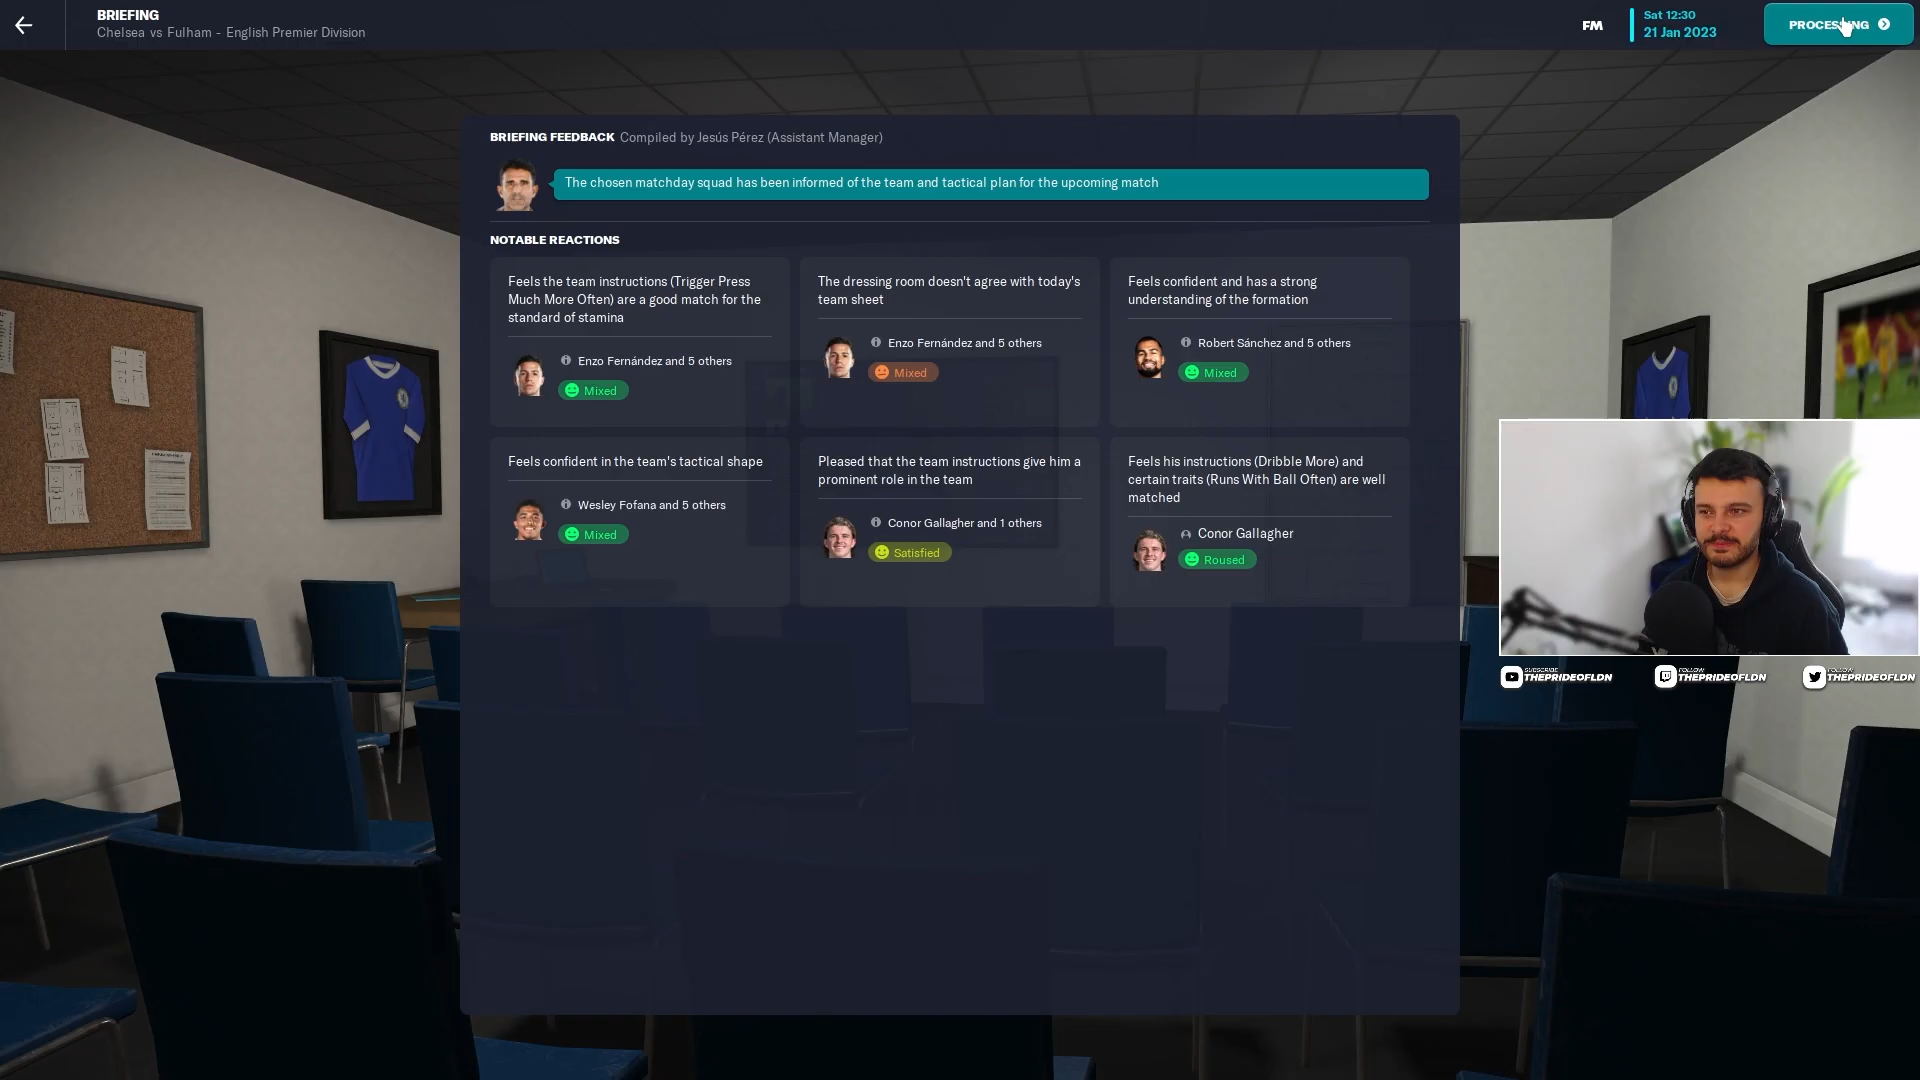 BRIEFING
Chelsea vs Fulham - English Premier Division
FM
Sat 12:30
21 Jan 2023
PROCESSING
BRIEFING FEEDBACK Compiled by Jesús Pérez (Assistant Manager)
The chosen matchday squad has been informed of the team and tactical plan for the upcoming match
NOTABLE REACTIONS
Feels the team instructions (Trigger Press
Much More Often) are a good match for the
standard of stamina
Enzo Fernández and 5 others
Mixed
The dressing room doesn't agree with today's
team sheet
Enzo Fernández and 5 others
Mixed
Feels confident and has a strong
understanding of the formation
Robert Sánchez and 5 others
Mixed
Feels confident in the team's tactical shape
Wesley Fofana and 5 others
Mixed
Pleased that the team instructions give him a
prominent role in the team
Conor Gallagher and 1 others
Satisfied
Feels his instructions (Dribble More) and
certain traits (Runs With Ball Often) are well
matched
Conor Gallagher
Roused
SUBSCRIBE
THEPRIDEOFLDN
FOLLOW
THEPRIDEOFLDN
FOLLOW
THEPRIDEOFLDN